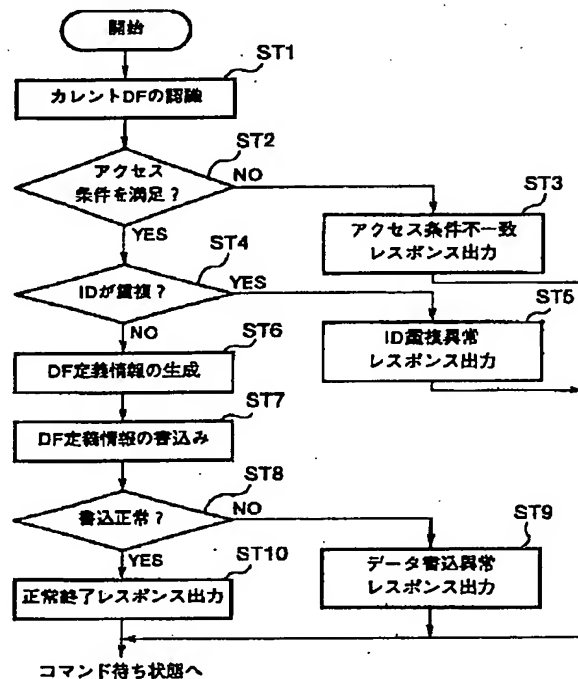 開始
ST1
カレントDFの認識
ST2
アクセス
条件を満足？
NO
ST3
アクセス条件不一致
レスポンス出力
YES
ST4
IDが重複？
YES
ST5
ID重複異常
レスポンス出力
NO
ST6
DF定義情報の生成
ST7
DF定義情報の書込み
ST8
書込正常？
NO
ST9
データ書込異常
レスポンス出力
YES
ST10
正常終了レスポンス出力
コマンド待ち状態へ